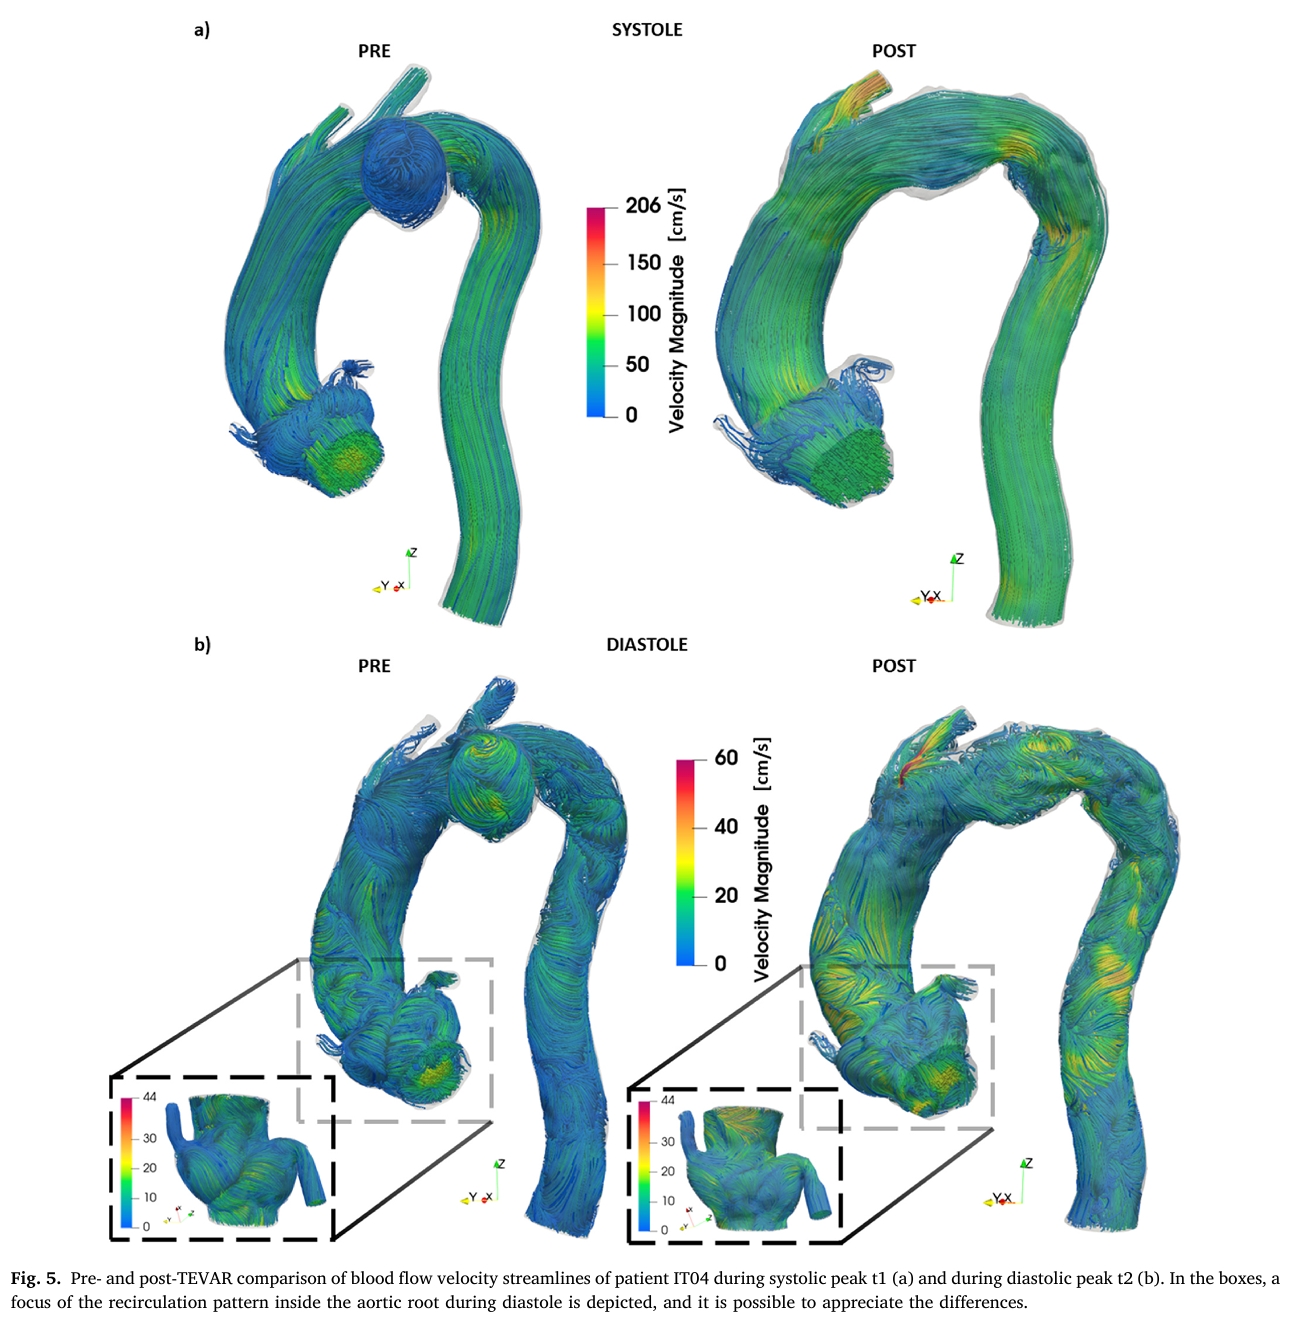 a)
SYSTOLE
PRE
POST
206
150
100
50
0
Velocity Magnitude [cm/s]
Z
Y X
Z
Y X
b)
DIASTOLE
PRE
POST
60
40
20
0
Velocity Magnitude [cm/s]
44
30
20
10
0
X
Y Z
Z
Y X
44
30
20
10
0
X
Y Z
Z
Y X
Fig. 5. Pre- and post-TEVAR comparison of blood flow velocity streamlines of patient IT04 during systolic peak t1 (a) and during diastolic peak t2 (b). In the boxes, a
focus of the recirculation pattern inside the aortic root during diastole is depicted, and it is possible to appreciate the differences.